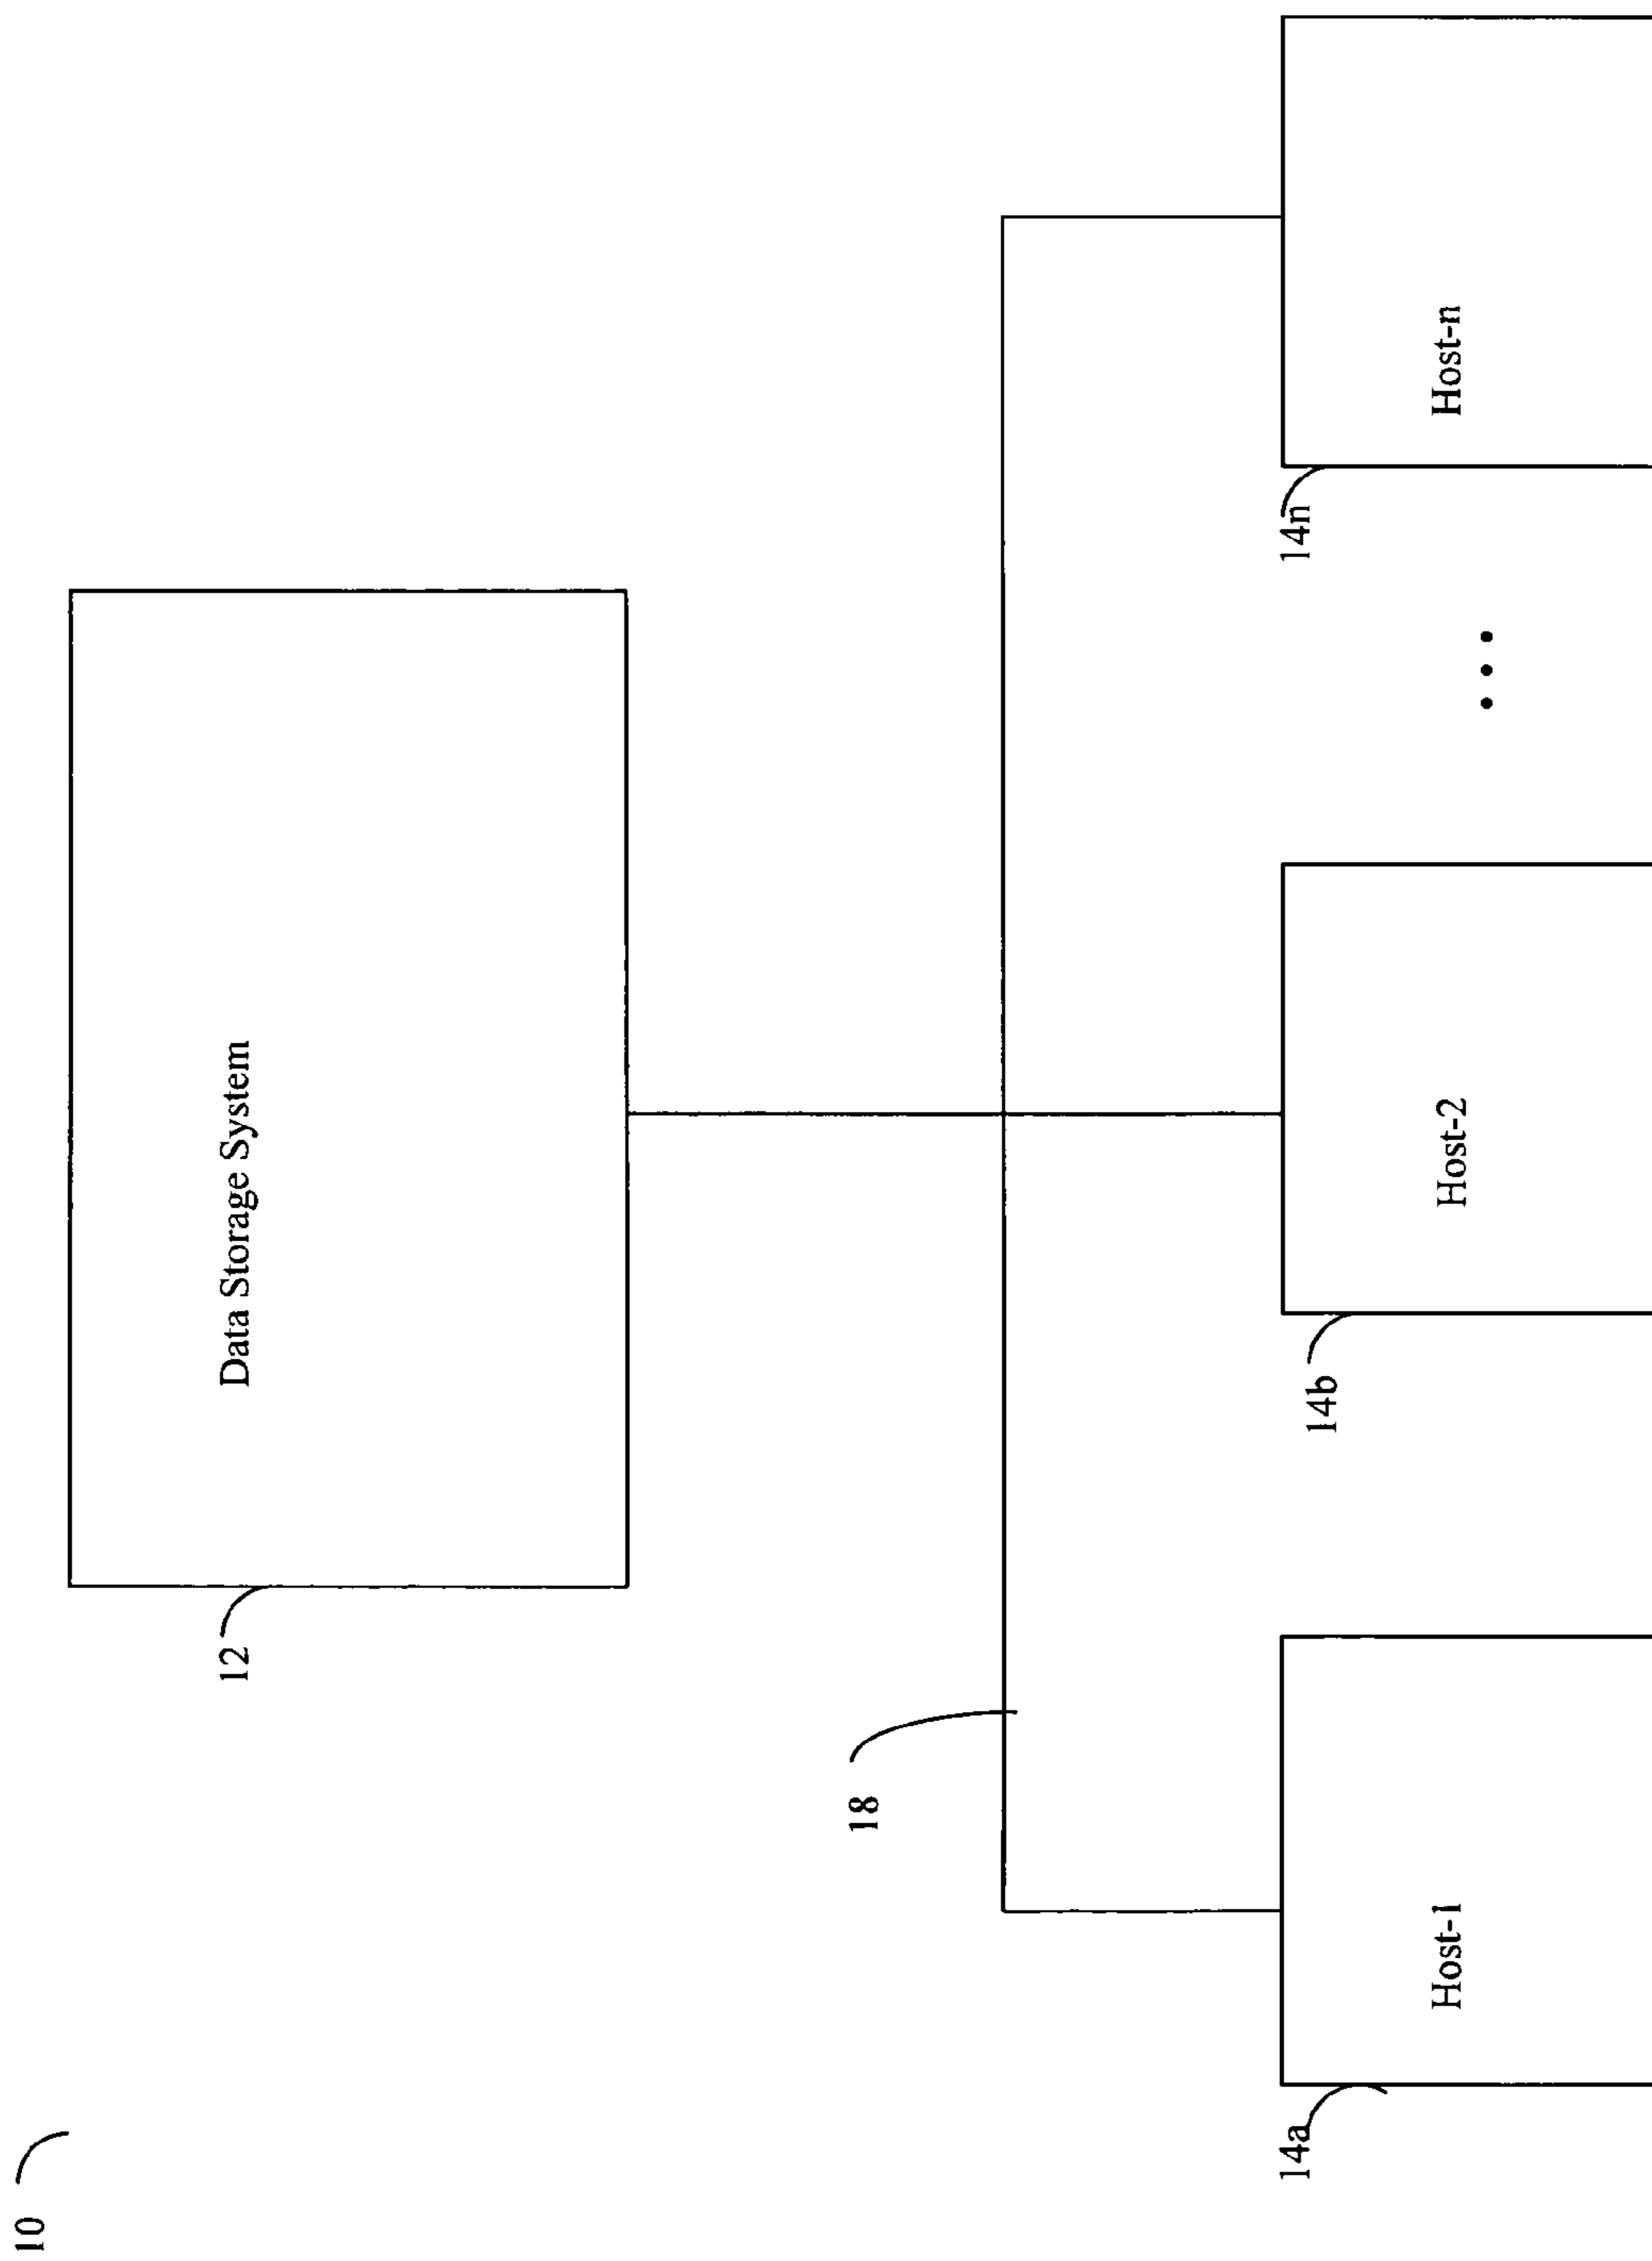 10
12
Data Storage System
18
14a
Host-1
14b
Host-2
14n
Host-n